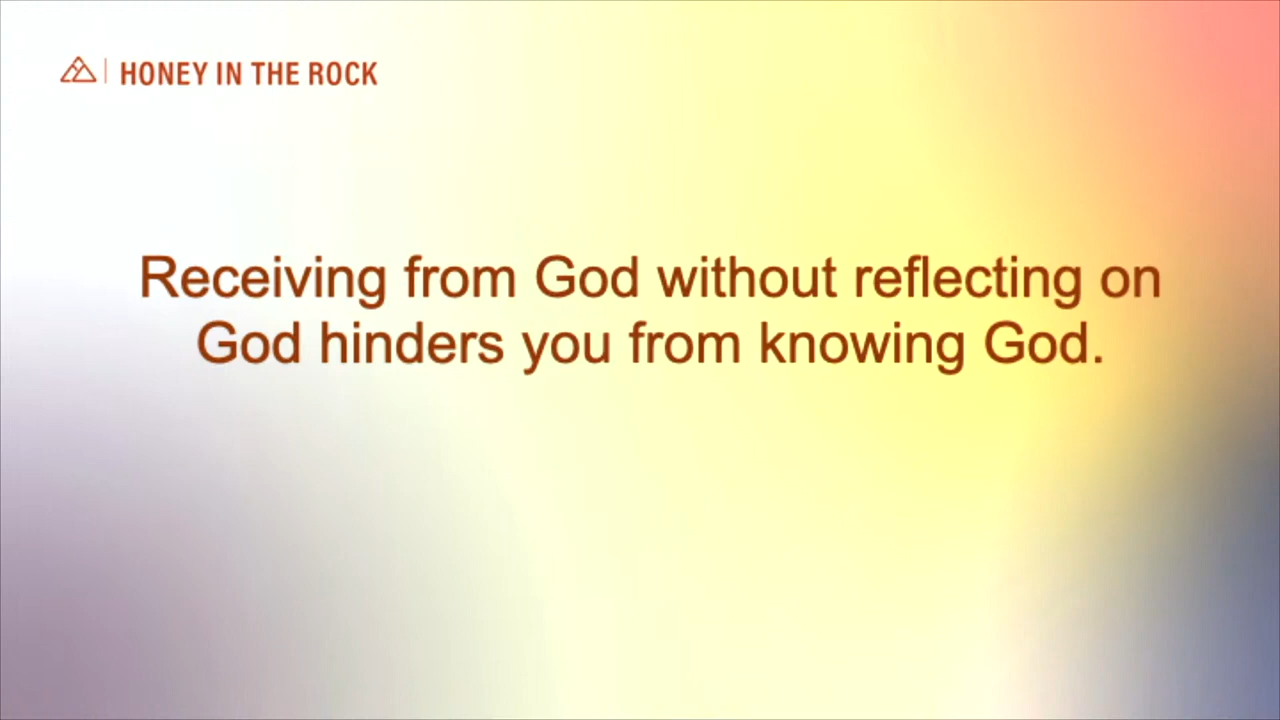 HONEY IN THE ROCK
Receiving from God without reflecting on
God hinders you from knowing God.